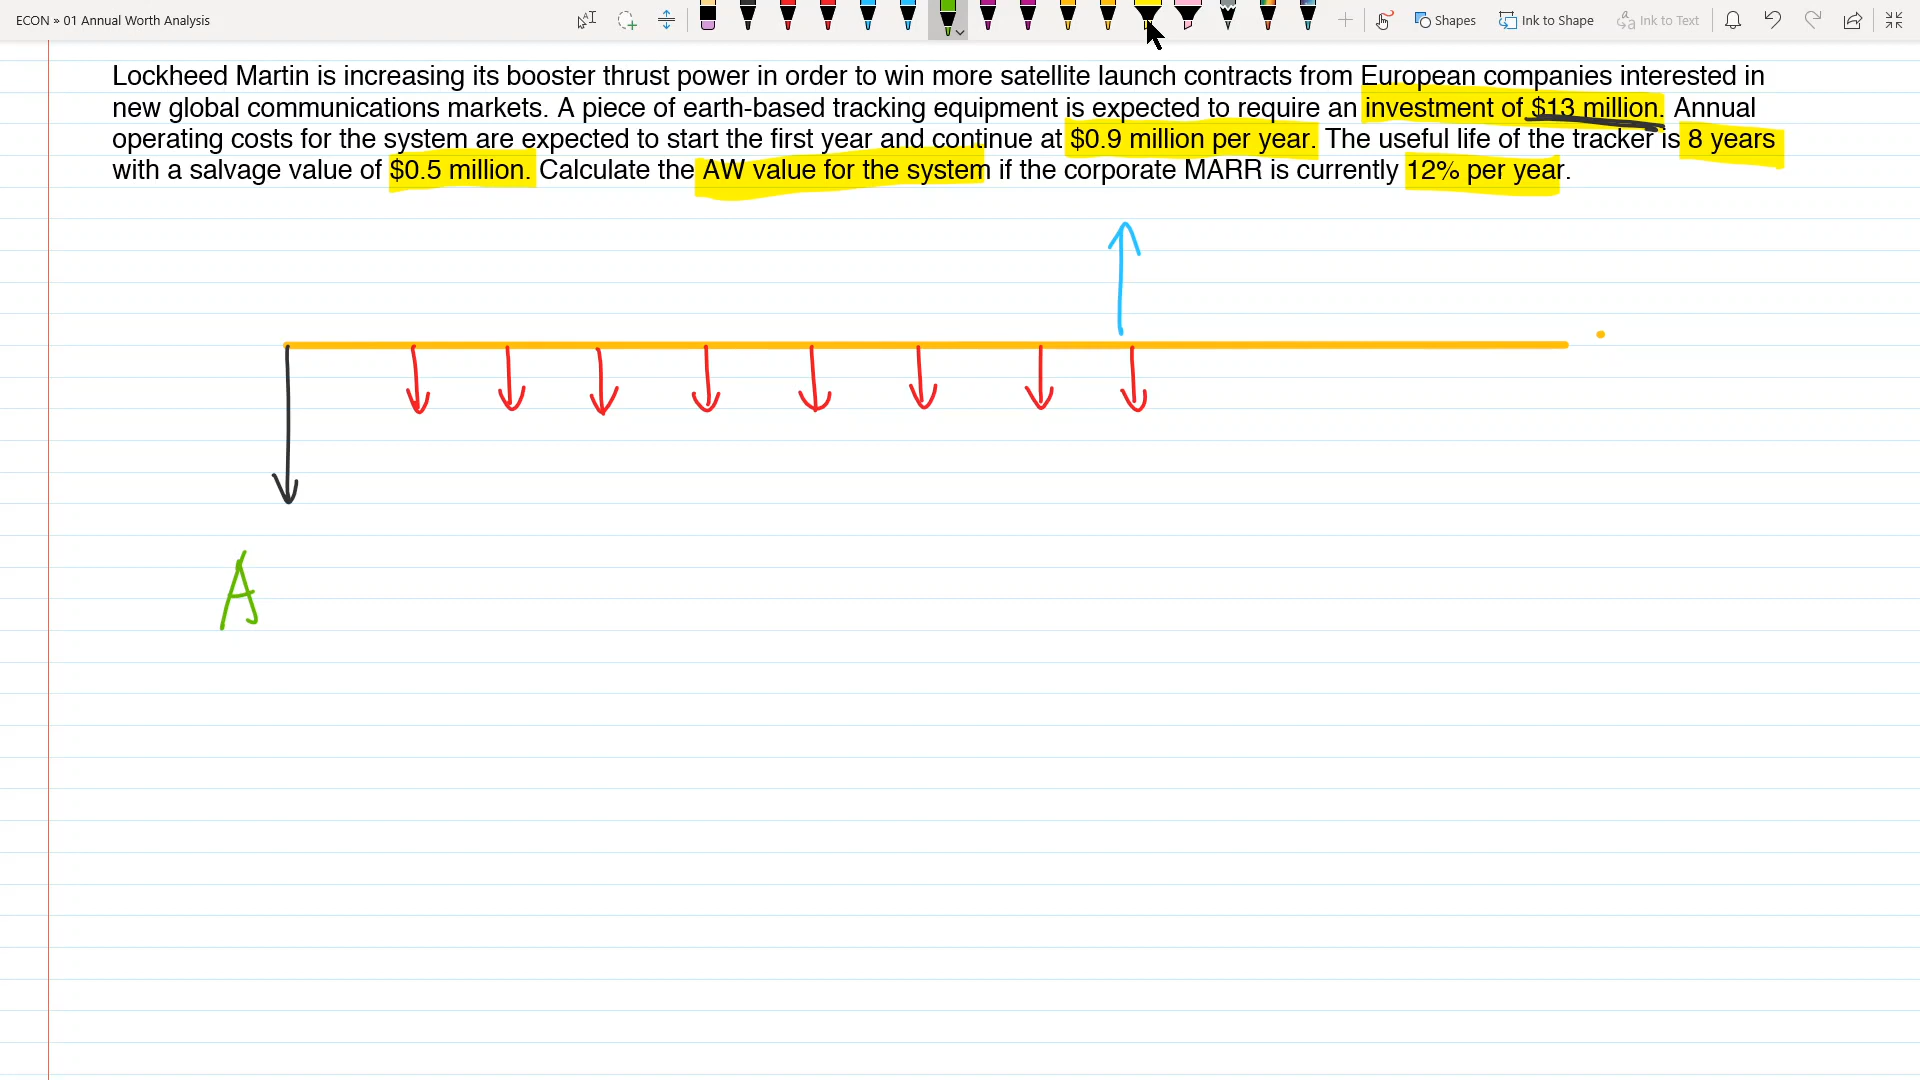 ECON » 01 Annual Worth Analysis
Shapes
Ink to Shape
Ink to Text
Lockheed Martin is increasing its booster thrust power in order to win more satellite launch contracts from European companies interested in
new global communications markets. A piece of earth-based tracking equipment is expected to require an investment of $13 million. Annual
operating costs for the system are expected to start the first year and continue at $0.9 million per year. The useful life of the tracker is 8 years
with a salvage value of $0.5 million. Calculate the AW value for the system if the corporate MARR is currently 12% per year.
A